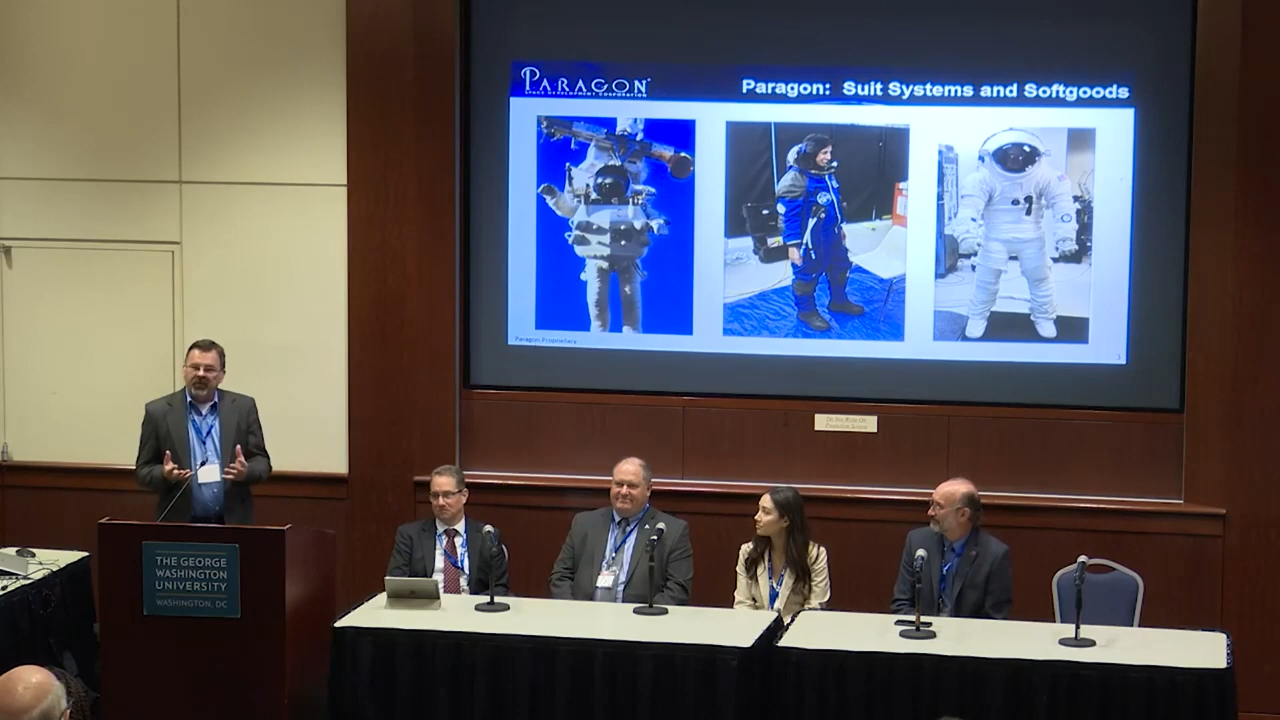 PARAGON
SPACE DEVELOPMENT CORPORATION
Paragon: Suit Systems and Softgoods
Paragon Proprietary
THE GEORGE
WASHINGTON
UNIVERSITY
WASHINGTON, DC